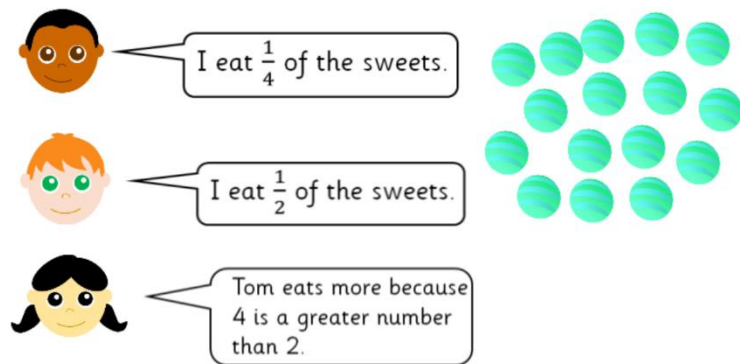 I eat 1/4 of the sweets.
I eat 1/2 of the sweets.
Tom eats more because
4 is a greater number
than 2.